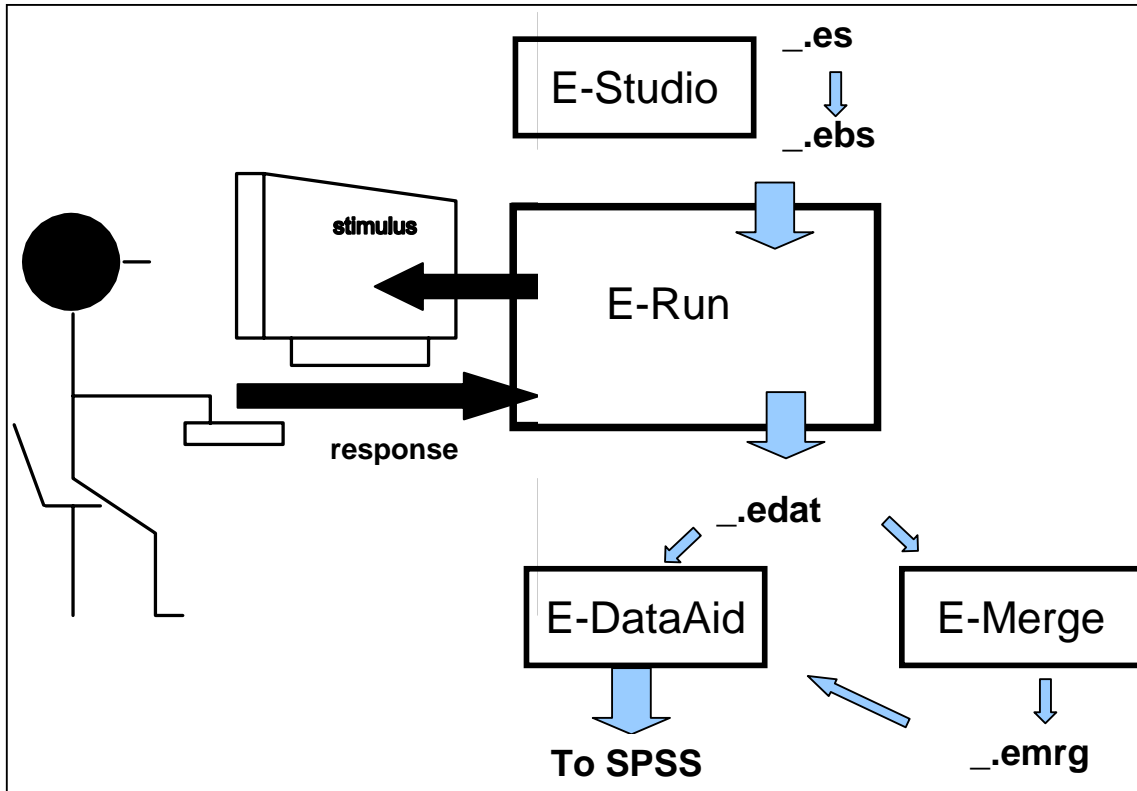 _.es
E-Studio
_.ebs
stimulus
E-Run
response
_.edat
E-DataAid
E-Merge
To SPSS
_.emrg